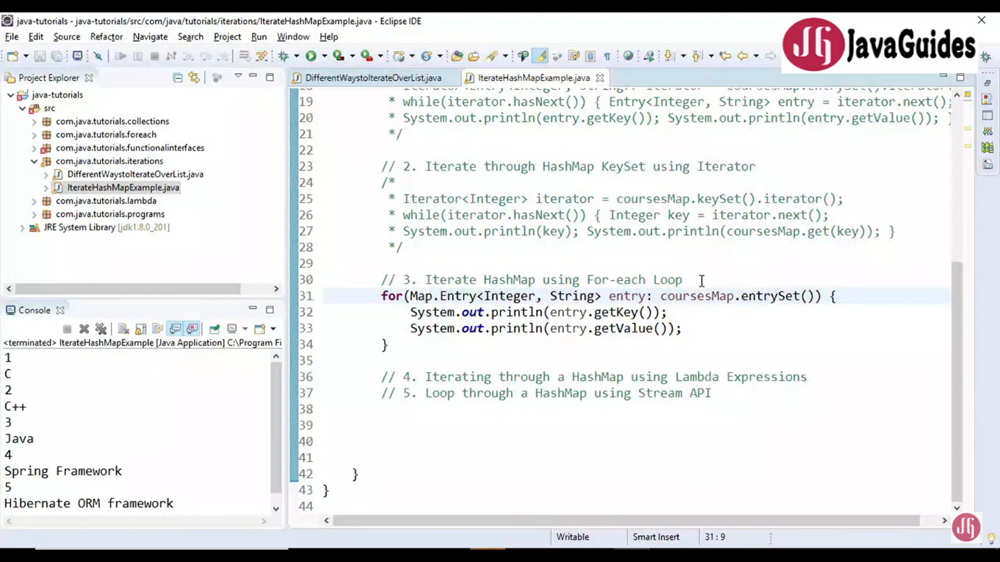 java-tutorials - java-tutorials/src/com/java/tutorials/iterations/IterateHashMapExample.java - Eclipse IDE
JavaGuides
File Edit Source Refactor Navigate Search Project Run Window Help
Project Explorer
DifferentWaystoIterateOverList.java
IterateHashMapExample.java
java-tutorials
src
com.java.tutorials.collections
com.java.tutorials.foreach
com.java.tutorials.functionalinterfaces
com.java.tutorials.iterations
DifferentWaystoIterateOverList.java
IterateHashMapExample.java
com.java.tutorials.lambda
com.java.tutorials.programs
JRE System Library [jdk1.8.0_201]
19 * while(iterator.hasNext()) { Entry<Integer, String> entry = iterator.next();
20 * System.out.println(entry.getKey()); System.out.println(entry.getValue()); }
21 */
22
23 // 2. Iterate through HashMap KeySet using Iterator
24 /*
25 * Iterator<Integer> iterator = coursesMap.keySet().iterator();
26 * while(iterator.hasNext()) { Integer key = iterator.next();
27 * System.out.println(key); System.out.println(coursesMap.get(key)); }
28 */
29
30 // 3. Iterate HashMap using For-each Loop
31 for(Map.Entry<Integer, String> entry: coursesMap.entrySet()) {
32 System.out.println(entry.getKey());
33 System.out.println(entry.getValue());
34 }
35
36 // 4. Iterating through a HashMap using Lambda Expressions
37 // 5. Loop through a HashMap using Stream API
38
39
40
41
42 }
43 }
44
Console
<terminated> IterateHashMapExample [Java Application] C:\Program Fi
1
C
2
C++
3
Java
4
Spring Framework
5
Hibernate ORM framework
Writable Smart Insert 31 : 9